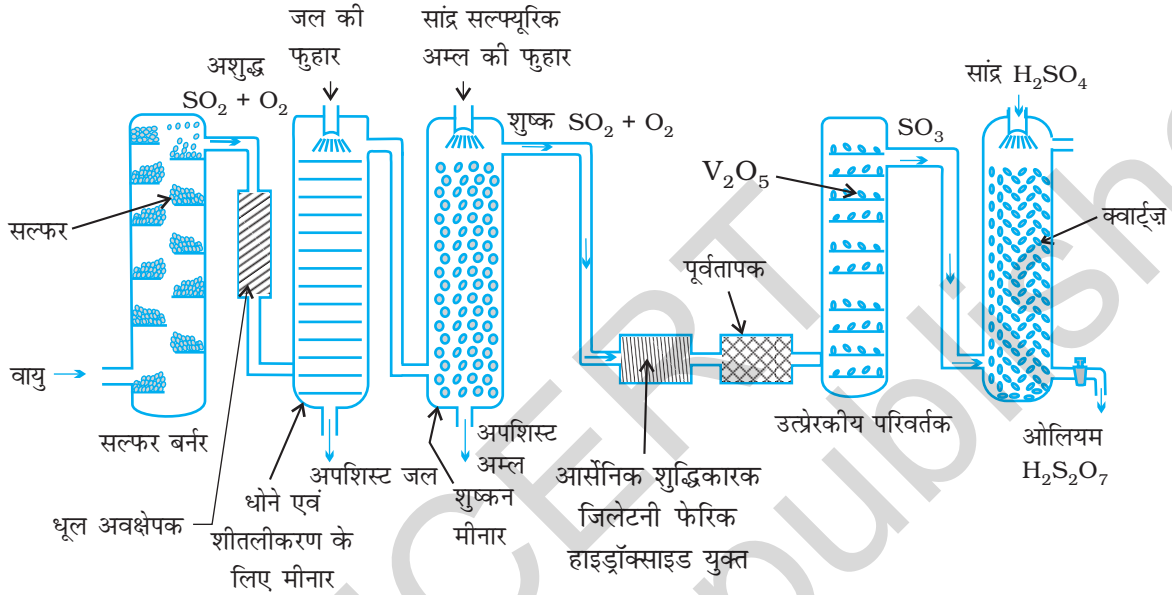 जल की
फुहार
सांद्र सल्फ्यूरिक
अम्ल की फुहार
अशुद्ध
SO₂ + O₂
शुष्क SO₂ + O₂
SO₃
सांद्र H₂SO₄
V₂O₅
सल्फर
क्वार्ट्ज़
पूर्वतापक
वायु
सल्फर बर्नर
धूल अवक्षेपक
अपशिस्ट जल
धोने एवं
शीतलीकरण के
लिए मीनार
अपशिस्ट
अम्ल
शुष्कन
मीनार
आर्सेनिक शुद्धिकारक
जिलेटनी फेरिक
हाइड्रॉक्साइड युक्त
उत्प्रेरकीय परिवर्तक
ओलियम
H₂S₂O₇